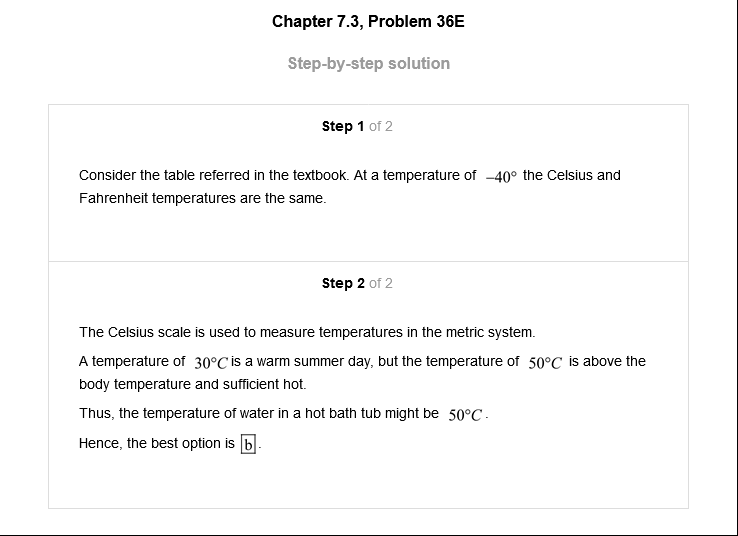 Chapter 7.3, Problem 36E
Step-by-step solution
Step 1 of 2
Consider the table referred in the textbook. At a temperature of −40° the Celsius and
Fahrenheit temperatures are the same.
Step 2 of 2
The Celsius scale is used to measure temperatures in the metric system.
A temperature of 30°C is a warm summer day, but the temperature of 50°C is above the
body temperature and sufficient hot.
Thus, the temperature of water in a hot bath tub might be 50°C.
Hence, the best option is b.